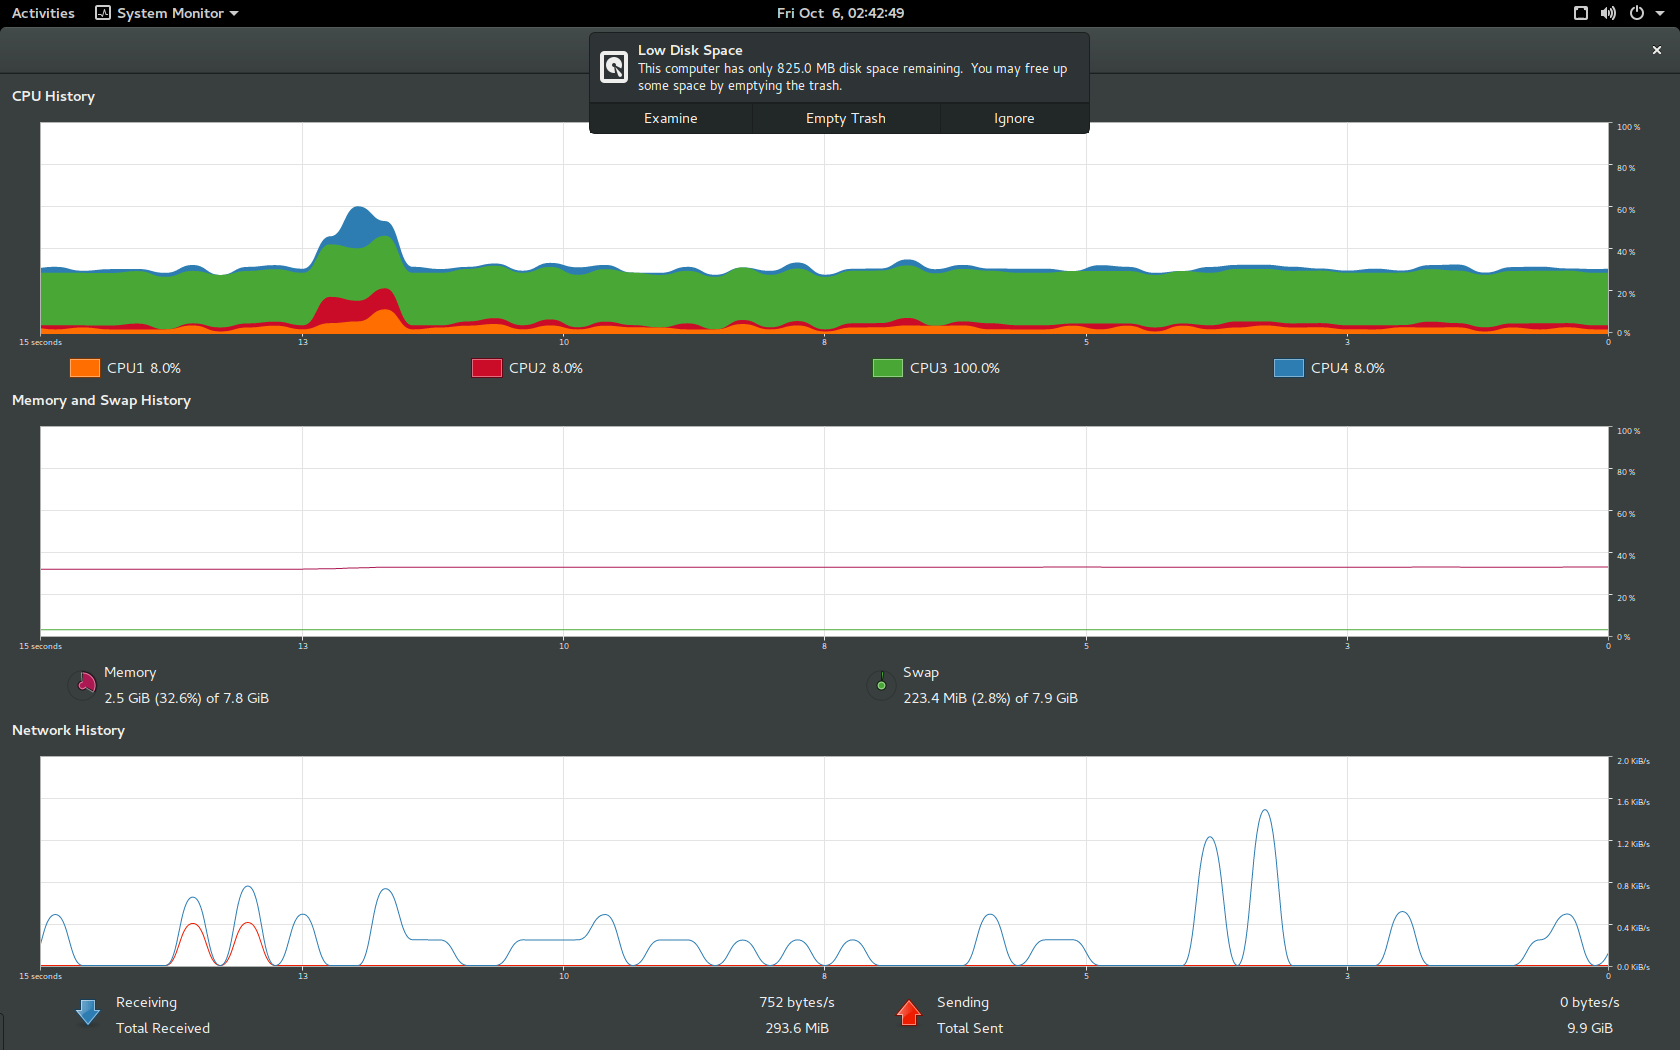 Activities System Monitor Fri Oct 6, 02:42:49
Low Disk Space
This computer has only 825.0 MB disk space remaining. You may free up
some space by emptying the trash.
Examine Empty Trash Ignore
CPU History
100 %
80 %
60 %
40 %
20 %
0 %
15 seconds 13 10 8 5 3 0
CPU1 8.0% CPU2 8.0% CPU3 100.0% CPU4 8.0%
Memory and Swap History
100 %
80 %
60 %
40 %
20 %
0 %
15 seconds 13 10 8 5 3 0
Memory Swap
2.5 GiB (32.6%) of 7.8 GiB 223.4 MiB (2.8%) of 7.9 GiB
Network History
2.0 KiB/s
1.6 KiB/s
1.2 KiB/s
0.8 KiB/s
0.4 KiB/s
0.0 KiB/s
15 seconds 13 10 8 5 3 0
Receiving 752 bytes/s Sending 0 bytes/s
Total Received 293.6 MiB Total Sent 9.9 GiB